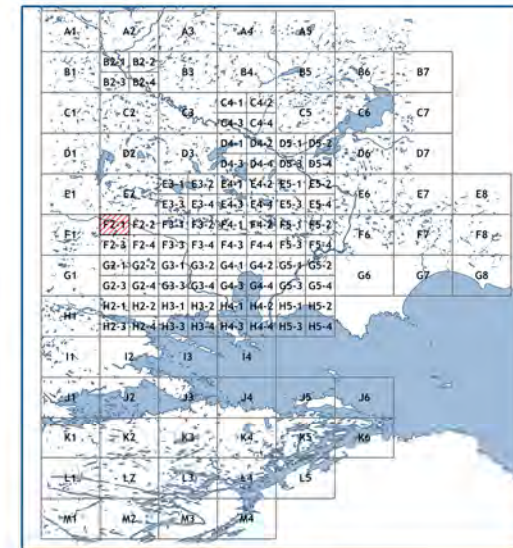 A1 A2 A3 A4 A5
B2-1 B2-2
B1 B3 B4 B5 B6 B7
B2-3 B2-4
C4-1 C4-2
C1 C2 C3 C5 C6 C7
C4-3 C4-4
D4-1 D4-2 D5-1 D5-2
D1 D2 D3 D6 D7
D4-3 D4-4 D5-3 D5-4
E3-1 E3-2 E4-1 E4-2 E5-1 E5-2
E1 E2 E6 E7 E8
E3-3 E3-4 E4-3 E4-4 E5-3 E5-4
F2-1 F2-2 F3-1 F3-2 F4-1 F4-2 F5-1 F5-2
F1 F6 F7 F8
F2-3 F2-4 F3-3 F3-4 F4-3 F4-4 F5-3 F5-4
G2-1 G2-2 G3-1 G3-2 G4-1 G4-2 G5-1 G5-2
G1 G6 G7 G8
G2-3 G2-4 G3-3 G3-4 G4-3 G4-4 G5-3 G5-4
H2-1 H2-2 H3-1 H3-2 H4-1 H4-2 H5-1 H5-2
H1
H2-3 H2-4 H3-3 H3-4 H4-3 H4-4 H5-3 H5-4
I1 I2 I3 I4
J1 J2 J3 J4 J5 J6
K1 K2 K3 K4 K5 K6
L1 L2 L3 L4 L5
M1 M2 M3 M4